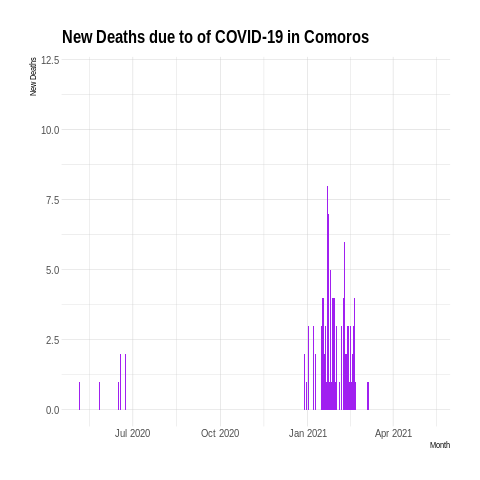 New Deaths due to of COVID-19 in Comoros
New Deaths
12.5
10.0
7.5
5.0
2.5
0.0
Jul 2020 Oct 2020 Jan 2021 Apr 2021
Month